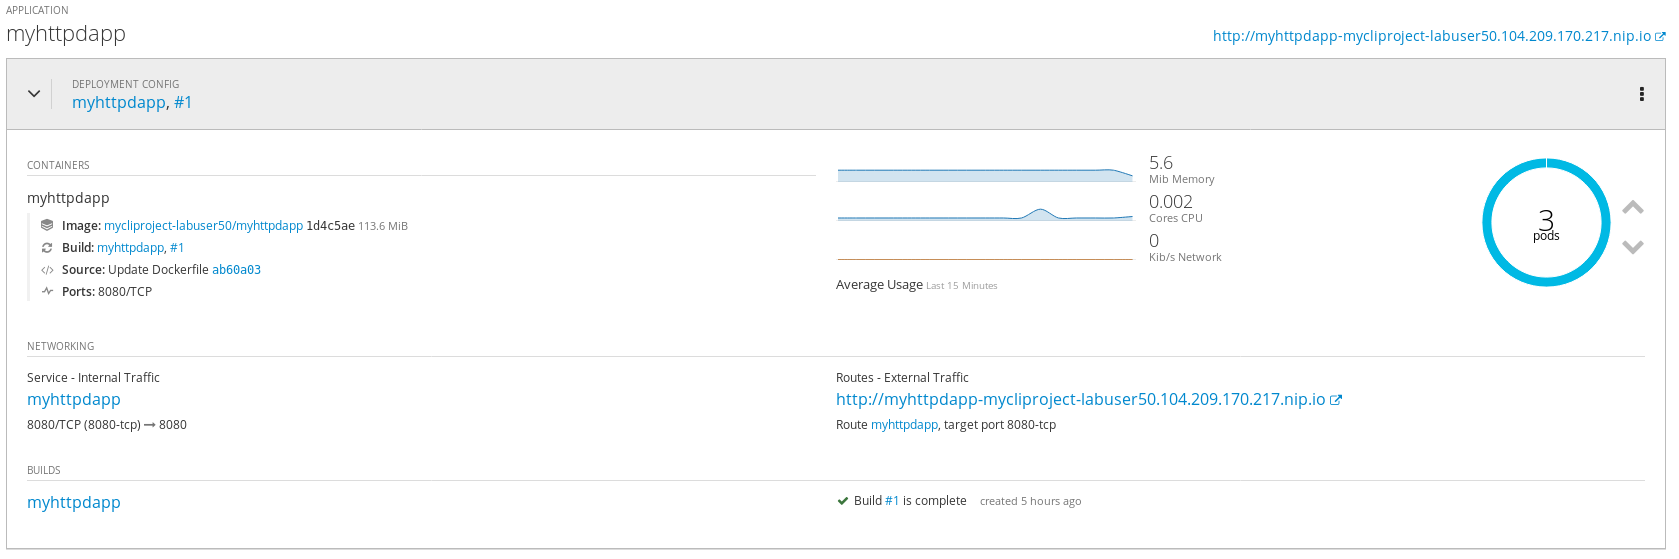 APPLICATION
myhttpdapp
http://myhttpdapp-mycliproject-labuser50.104.209.170.217.nip.io
DEPLOYMENT CONFIG
myhttpdapp, #1
CONTAINERS
myhttpdapp
Image: mycliproject-labuser50/myhttpdapp 1d4c5ae 113.6 MiB
Build: myhttpdapp, #1
Source: Update Dockerfile ab60a03
Ports: 8080/TCP
5.6
Mib Memory
0.002
Cores CPU
0
Kib/s Network
Average Usage Last 15 Minutes
3
pods
NETWORKING
Service - Internal Traffic
myhttpdapp
8080/TCP (8080-tcp) → 8080
Routes - External Traffic
http://myhttpdapp-mycliproject-labuser50.104.209.170.217.nip.io
Route myhttpdapp, target port 8080-tcp
BUILDS
myhttpdapp
Build #1 is complete created 5 hours ago